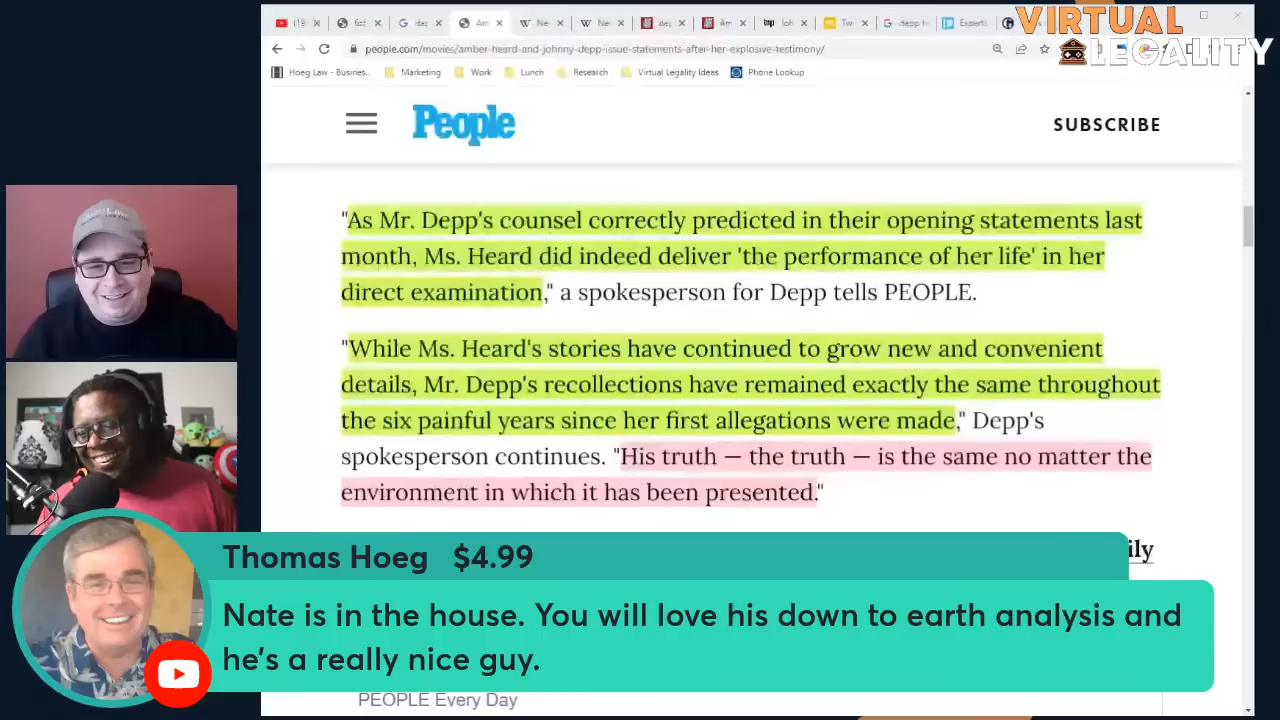 VIRTUAL
LEGALITY
people.com/movies/amber-heard-and-johnny-depp-issue-statements-after-her-explosive-testimony/
Hoeg Law - Busines..
Marketing
Work
Lunch
Research
Virtual Legality Ideas
Phone Lookup
People
SUBSCRIBE
"As Mr. Depp's counsel correctly predicted in their opening statements last
month, Ms. Heard did indeed deliver 'the performance of her life' in her
direct examination," a spokesperson for Depp tells PEOPLE.
"While Ms. Heard's stories have continued to grow new and convenient
details, Mr. Depp's recollections have remained exactly the same throughout
the six painful years since her first allegations were made," Depp's
spokesperson continues. "His truth — the truth — is the same no matter the
environment in which it has been presented."
ily
Thomas Hoeg $4.99
Nate is in the house. You will love his down to earth analysis and
he's a really nice guy.
PEOPLE Every Day